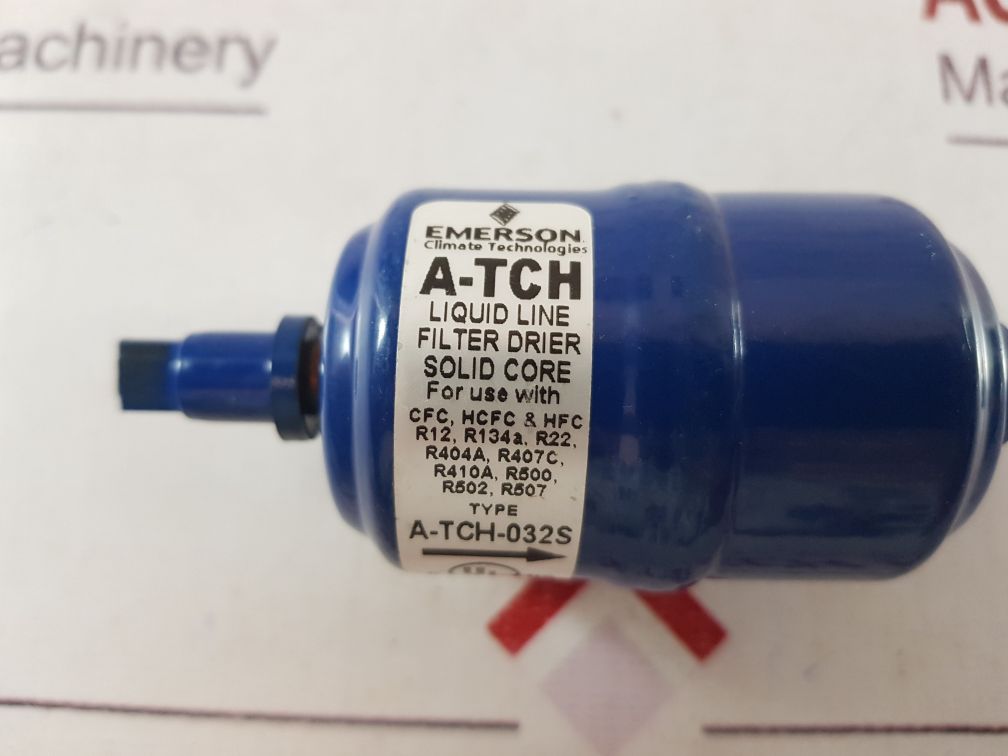 achinery
Ma
EMERSON
Climate Technologies
A-TCH
LIQUID LINE
FILTER DRIER
SOLID CORE
For use with
CFC, HCFC & HFC
R12, R134a, R22,
R404A, R407C,
R410A, R500,
R502, R507
TYPE
A-TCH-032S